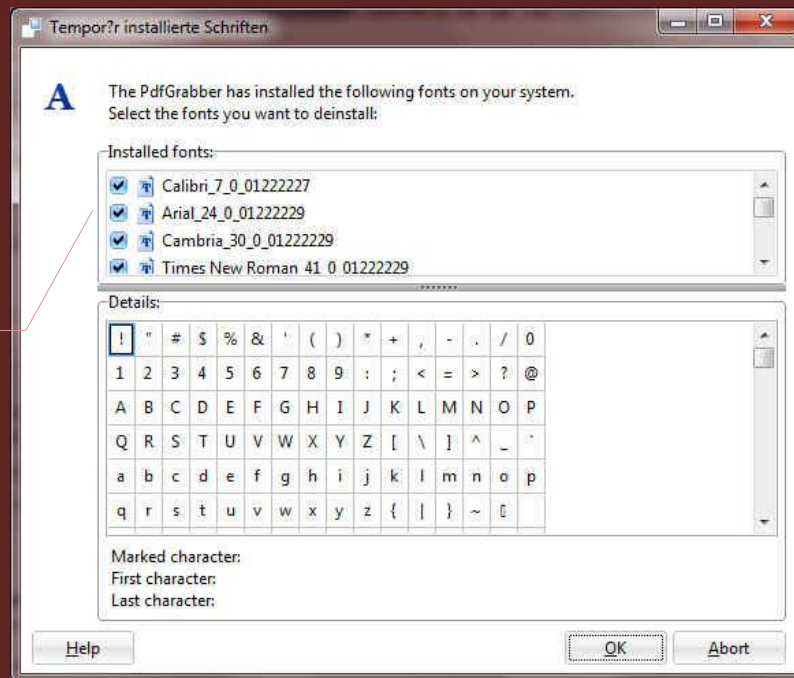 Tempor?r installierte Schriften
A
The PdfGrabber has installed the following fonts on your system.
Select the fonts you want to deinstall:
Installed fonts:
Calibri_7_0_01222227
Arial_24_0_01222229
Cambria_30_0_01222229
Times New Roman_41_0_01222229
Details:
! " # $ % & ' ( ) * + , - . / 0
1 2 3 4 5 6 7 8 9 : ; < = > ? @
A B C D E F G H I J K L M N O P
Q R S T U V W X Y Z [ \ ] ^ _ `
a b c d e f g h i j k l m n o p
q r s t u v w x y z { | } ~ ▯
Marked character:
First character:
Last character:
Help OK Abort